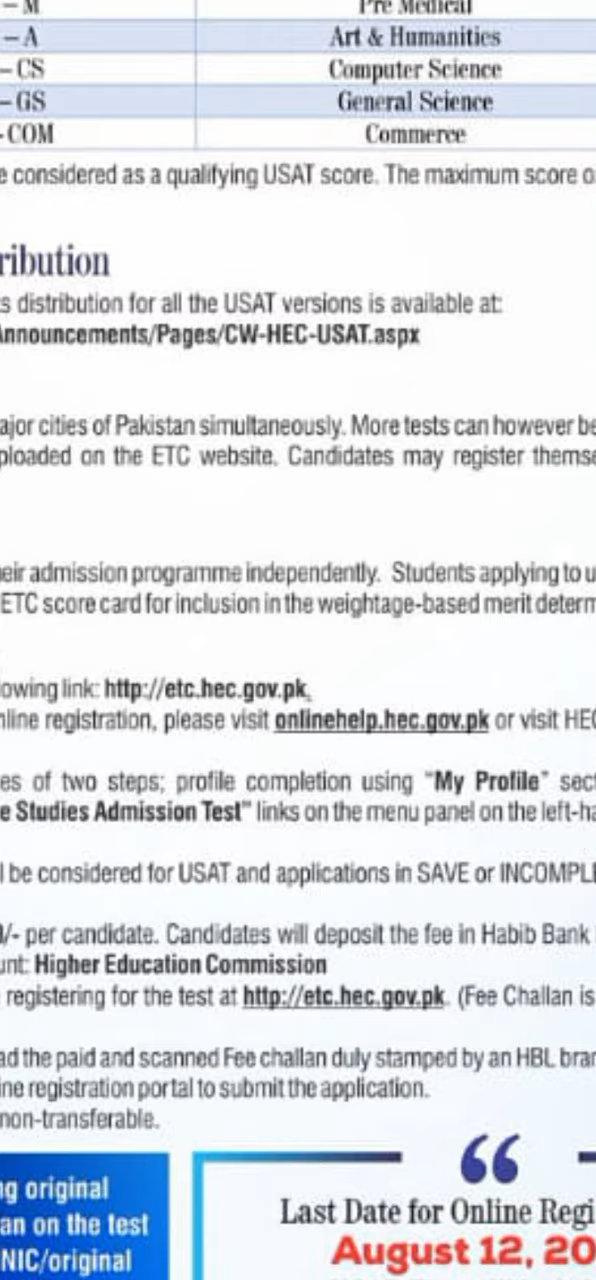 – M Pre Medical
– A Art & Humanities
– CS Computer Science
– GS General Science
- COM Commerce
e considered as a qualifying USAT score. The maximum score o
ribution
s distribution for all the USAT versions is available at:
Announcements/Pages/CW-HEC-USAT.aspx
ajor cities of Pakistan simultaneously. More tests can however be
ploaded on the ETC website. Candidates may register themse
eir admission programme independently. Students applying to u
ETC score card for inclusion in the weightage-based merit determ
owing link: http://etc.hec.gov.pk.
nline registration, please visit onlinehelp.hec.gov.pk or visit HEC
es of two steps; profile completion using "My Profile" sect
e Studies Admission Test" links on the menu panel on the left-ha
l be considered for USAT and applications in SAVE or INCOMPLE
/- per candidate. Candidates will deposit the fee in Habib Bank
unt: Higher Education Commission
registering for the test at http://etc.hec.gov.pk. (Fee Challan is
ad the paid and scanned Fee challan duly stamped by an HBL bran
ine registration portal to submit the application.
non-transferable.
ng original
an on the test
NIC/original
“
Last Date for Online Regi
August 12, 20